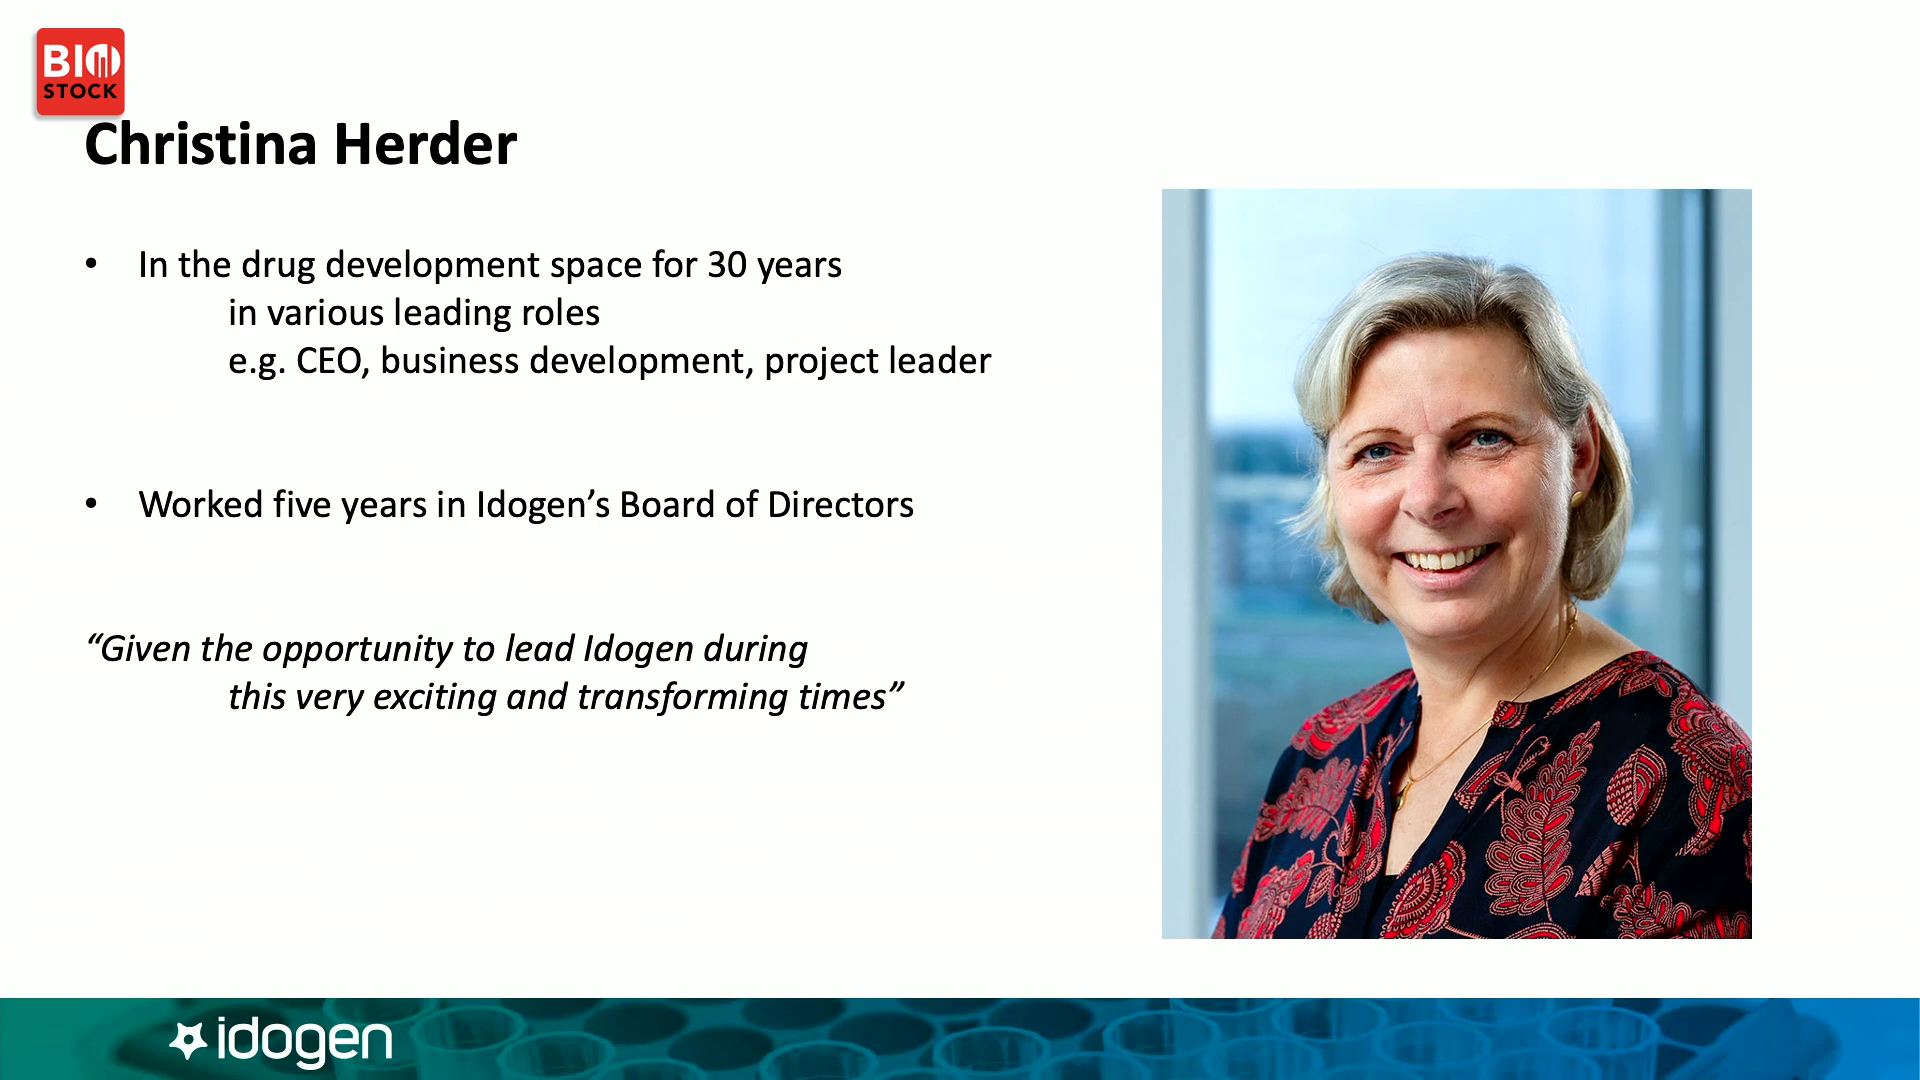 BIO
STOCK
Christina Herder
• In the drug development space for 30 years
in various leading roles
e.g. CEO, business development, project leader
• Worked five years in Idogen’s Board of Directors
“Given the opportunity to lead Idogen during
this very exciting and transforming times”
idogen